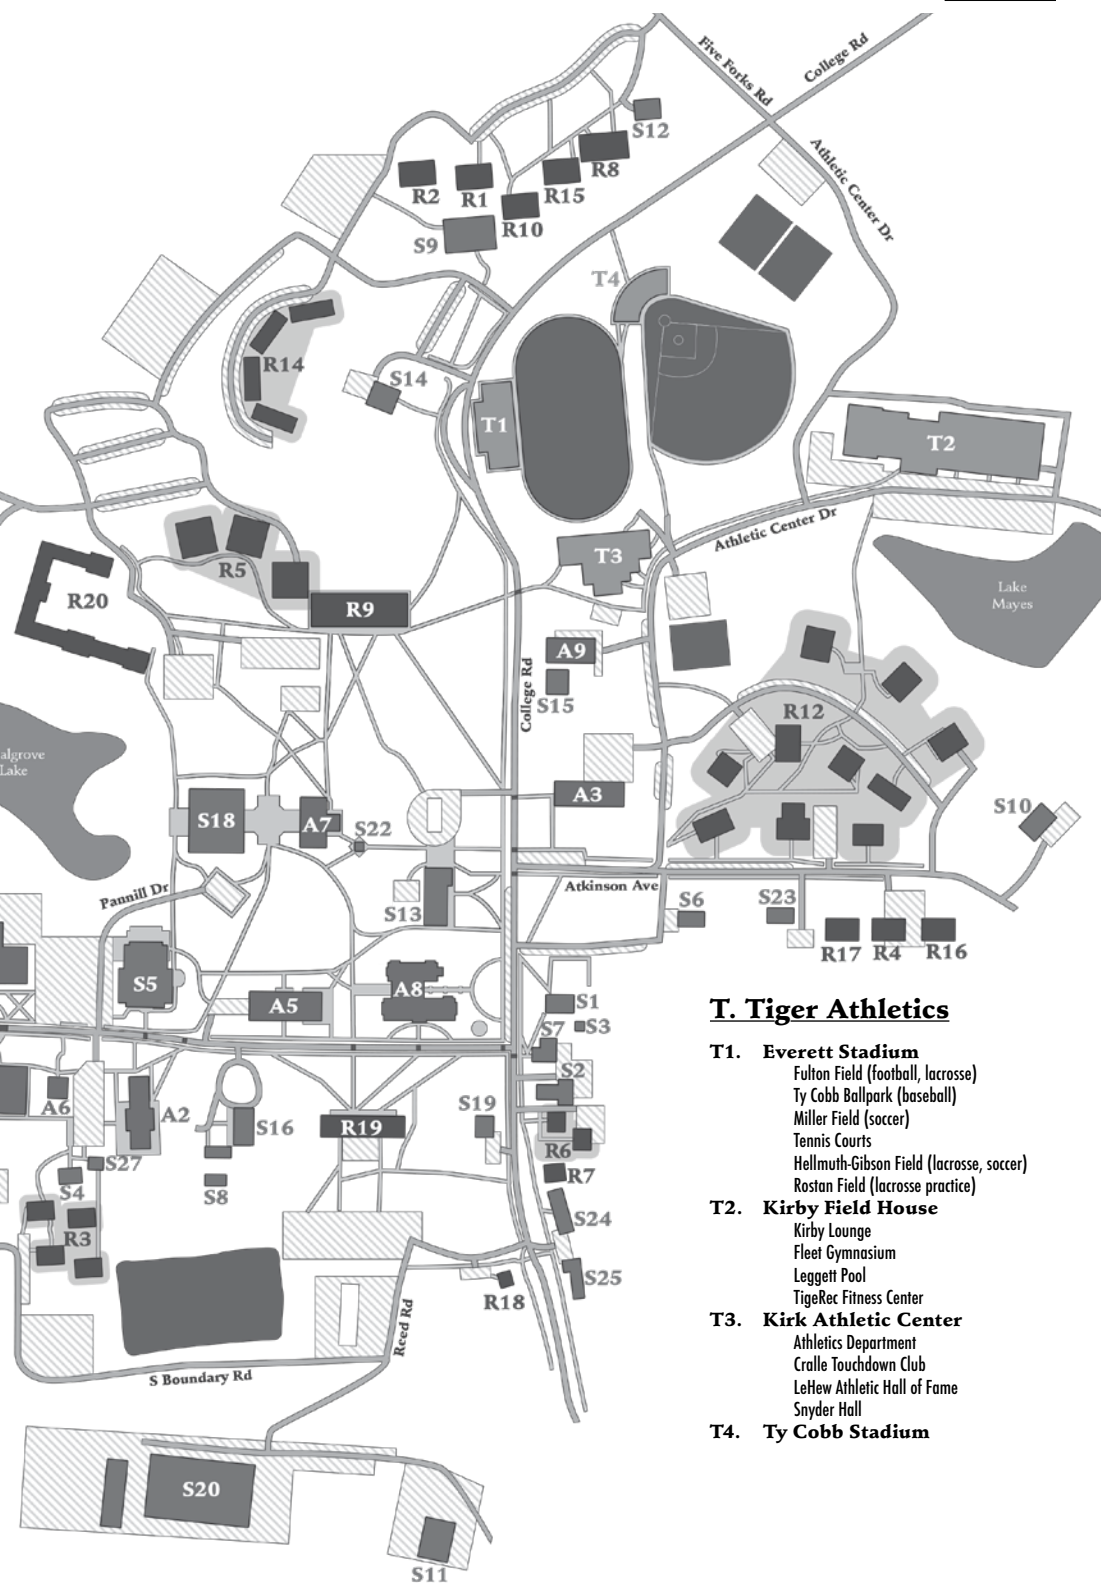 Five Forks Rd
College Rd
S12
Athletic Center Dr
R8
R2
R1
R15
R10
S9
T4
R14
S14
T1
T2
Athletic Center Dr
T3
R5
R20
R9
Lake
Mayes
A9
College Rd
S15
R12
algrove
Lake
A3
S10
S18
A7
S22
Pannill Dr
Atkinson Ave
S13
S6
S23
R17
R4
R16
S5
A8
A5
S1
S3
S7
S2
A6
A2
S16
R19
S19
R6
S27
S4
S8
R7
R3
S24
S25
R18
Reed Rd
S Boundary Rd
S20
S11
T. Tiger Athletics
T1. Everett Stadium
Fulton Field (football, lacrosse)
Ty Cobb Ballpark (baseball)
Miller Field (soccer)
Tennis Courts
Hellmuth-Gibson Field (lacrosse, soccer)
Rostan Field (lacrosse practice)
T2. Kirby Field House
Kirby Lounge
Fleet Gymnasium
Leggett Pool
TigeRec Fitness Center
T3. Kirk Athletic Center
Athletics Department
Cralle Touchdown Club
LeHew Athletic Hall of Fame
Snyder Hall
T4. Ty Cobb Stadium